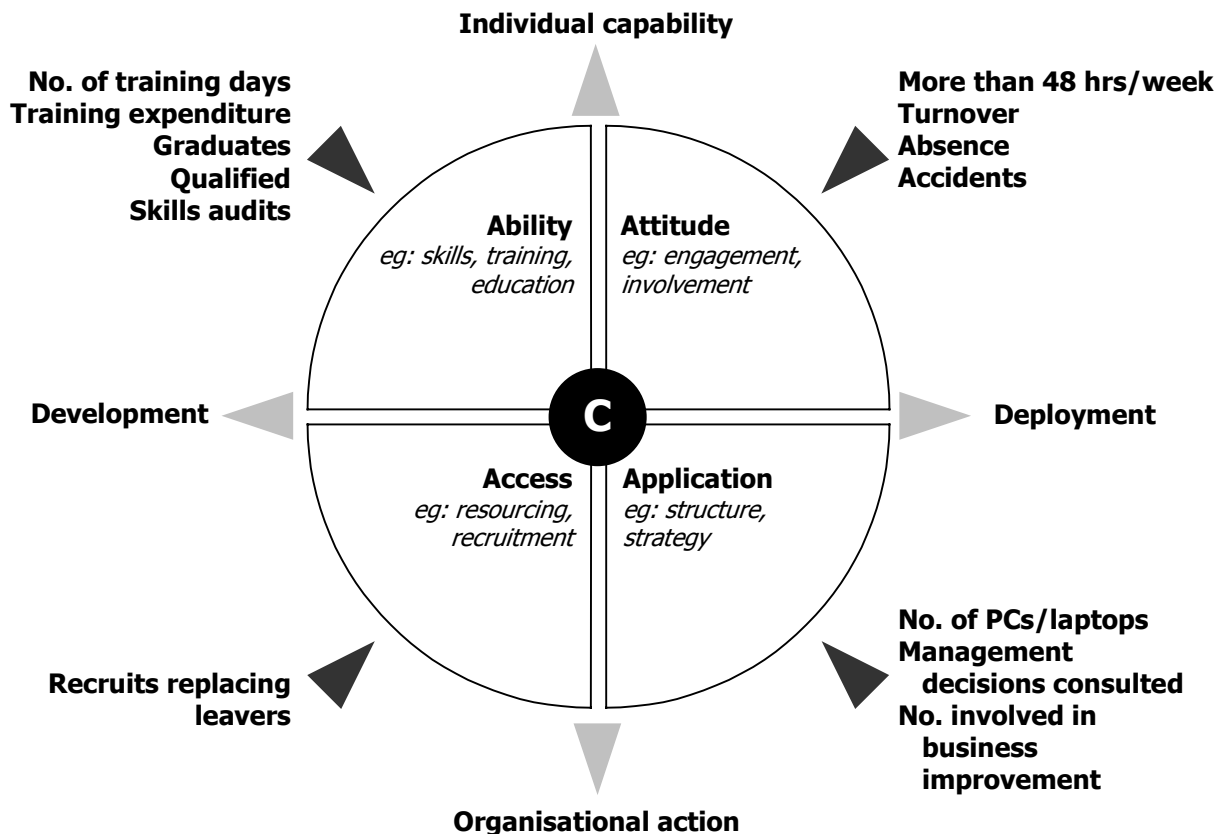 Individual capability
No. of training days
Training expenditure
Graduates
Qualified
Skills audits
More than 48 hrs/week
Turnover
Absence
Accidents
Ability
eg: skills, training,
education
Attitude
eg: engagement,
involvement
Development
C
Deployment
Access
eg: resourcing,
recruitment
Application
eg: structure,
strategy
Recruits replacing
leavers
No. of PCs/laptops
Management
decisions consulted
No. involved in
business
improvement
Organisational action